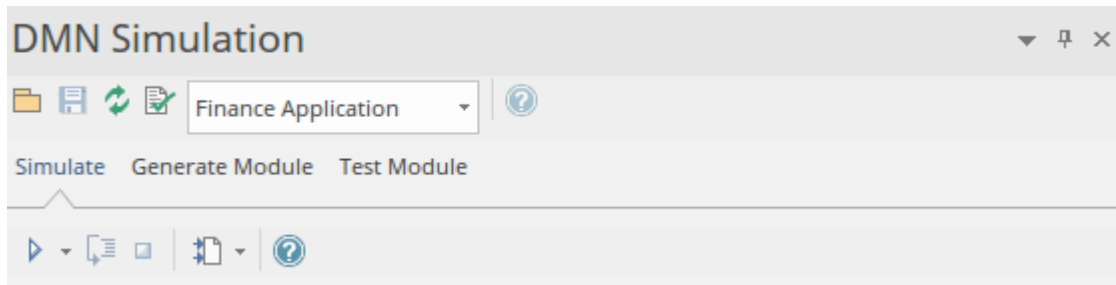 DMN Simulation
Finance Application
Simulate Generate Module Test Module